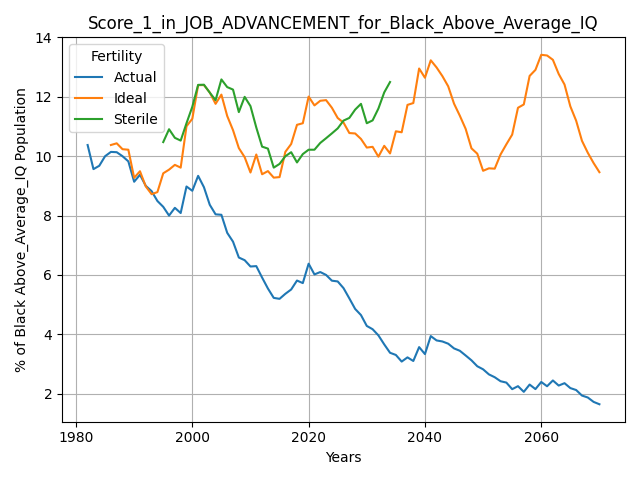 Score_1_in_JOB_ADVANCEMENT_for_Black_Above_Average_IQ
Fertility
Actual
Ideal
Sterile
% of Black Above_Average_IQ Population
14
12
10
8
6
4
2
1980 2000 2020 2040 2060
Years